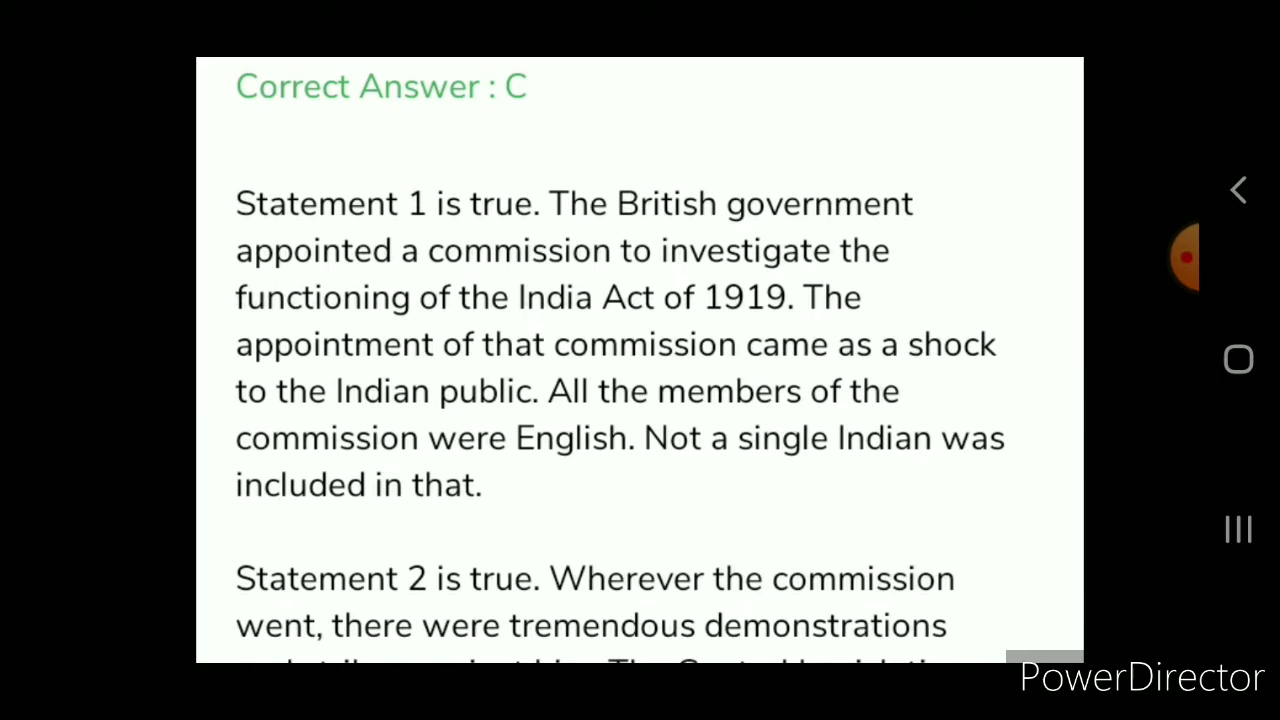 Correct Answer : C
Statement 1 is true. The British government
appointed a commission to investigate the
functioning of the India Act of 1919. The
appointment of that commission came as a shock
to the Indian public. All the members of the
commission were English. Not a single Indian was
included in that.
Statement 2 is true. Wherever the commission
went, there were tremendous demonstrations
PowerDirector